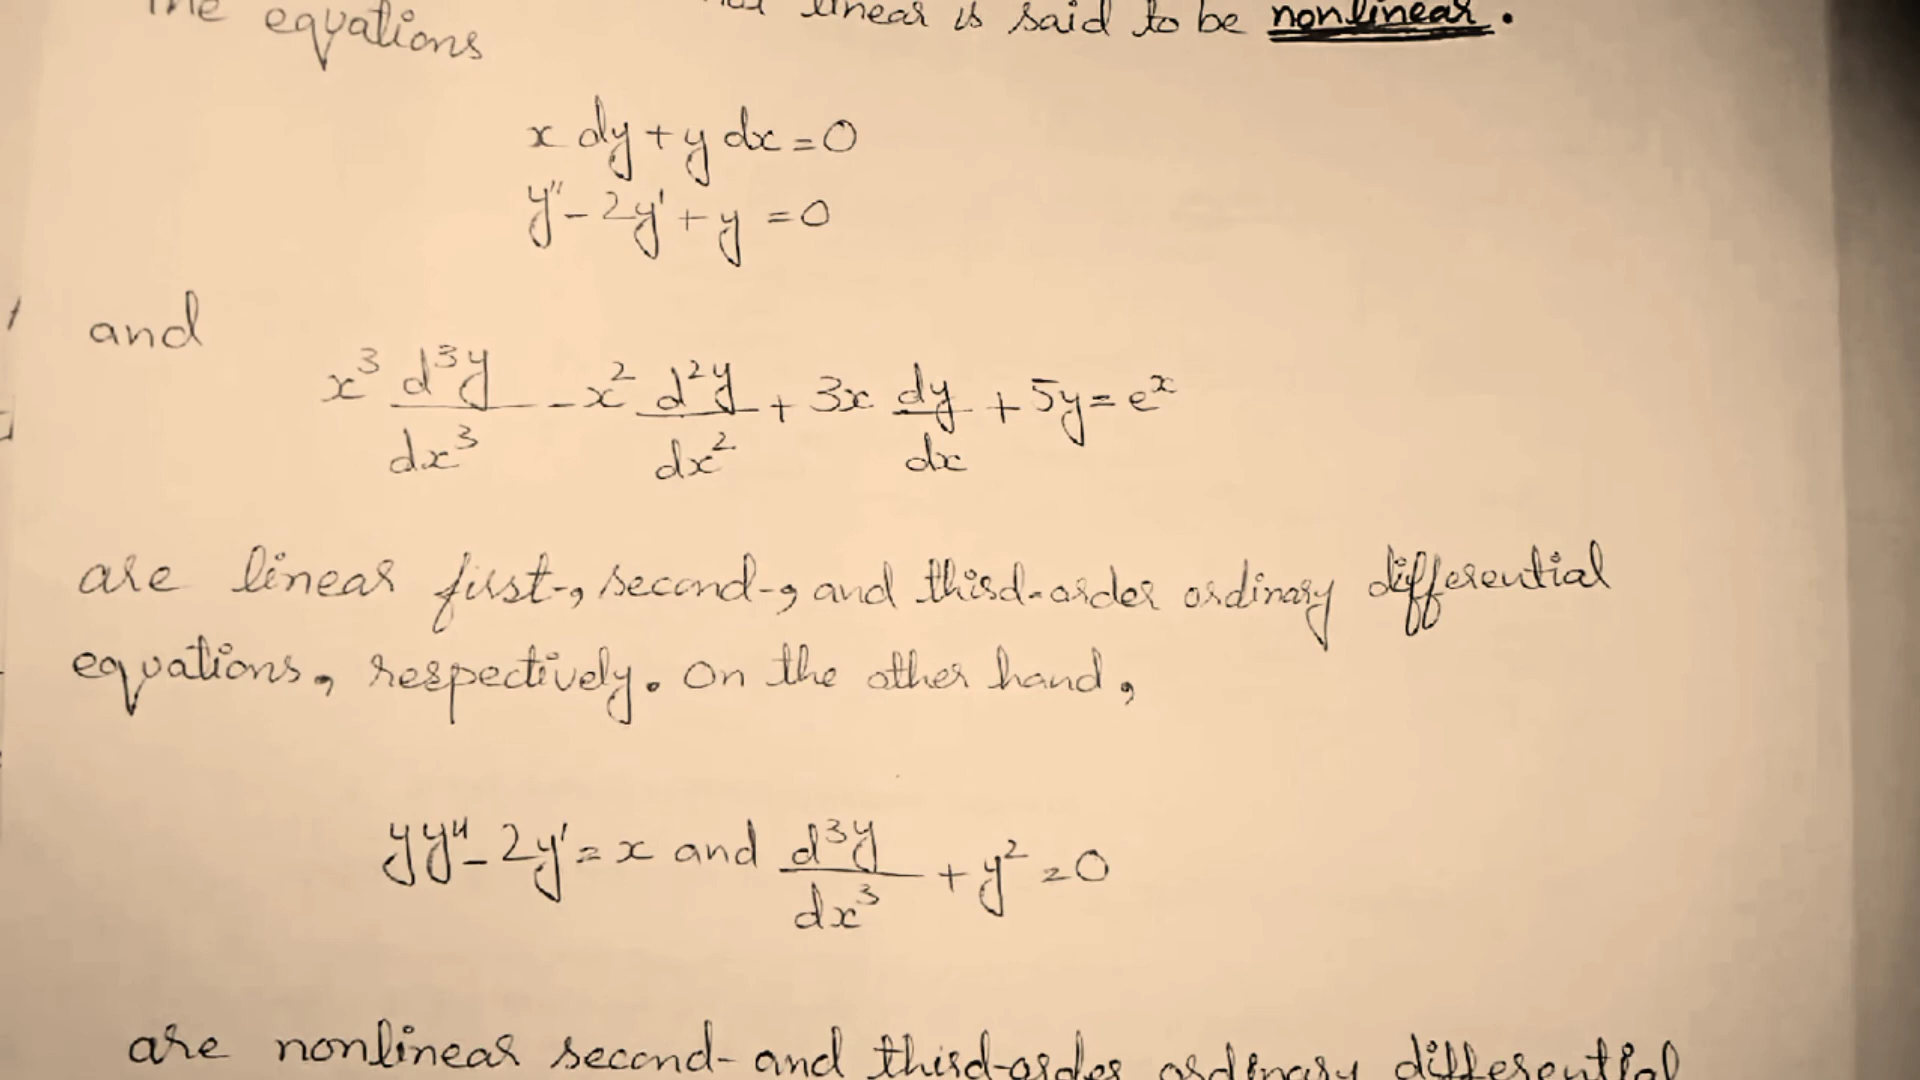 linear is said to be nonlinear.
The equations
x dy + y dx = 0
y'' - 2y' + y = 0
and
x³ d³y/dx³ - x² d²y/dx² + 3x dy/dx + 5y = eˣ
are linear first-, second-, and third-order ordinary differential
equations, respectively. On the other hand,
yy'' - 2y' = x and d³y/dx³ + y² = 0
are nonlinear second- and third-order ordinary differential